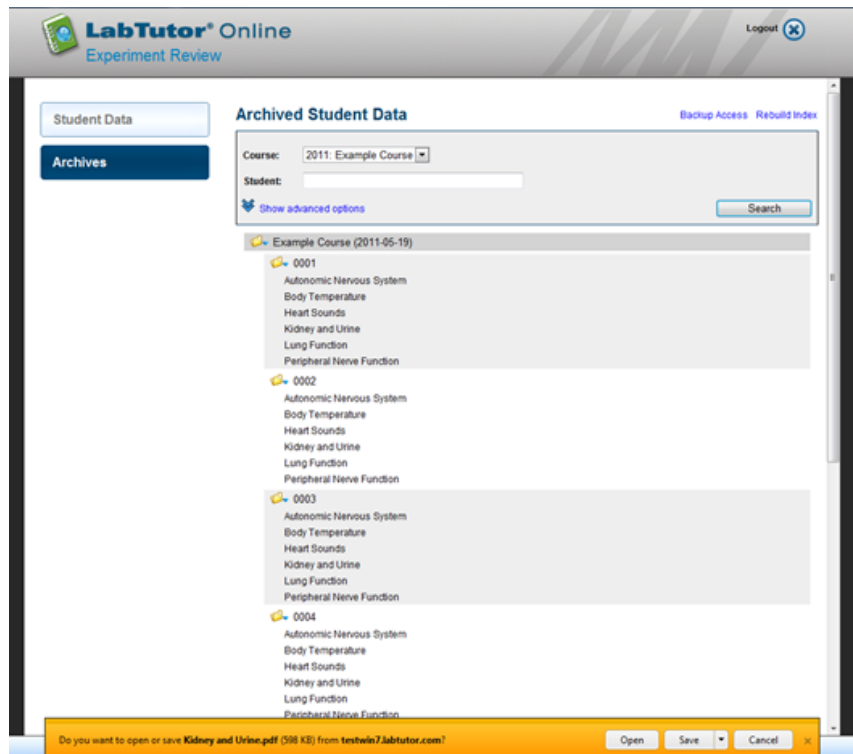 LabTutor® Online
Experiment Review
Logout
Student Data
Archives
Archived Student Data
Backup Access Rebuild Index
Course: 2011: Example Course
Student:
Show advanced options
Search
Example Course (2011-05-19)
0001
Autonomic Nervous System
Body Temperature
Heart Sounds
Kidney and Urine
Lung Function
Peripheral Nerve Function
0002
Autonomic Nervous System
Body Temperature
Heart Sounds
Kidney and Urine
Lung Function
Peripheral Nerve Function
0003
Autonomic Nervous System
Body Temperature
Heart Sounds
Kidney and Urine
Lung Function
Peripheral Nerve Function
0004
Autonomic Nervous System
Body Temperature
Heart Sounds
Kidney and Urine
Lung Function
Peripheral Nerve Function
Do you want to open or save Kidney and Urine.pdf (598 KB) from testwin7.labtutor.com? Open Save Cancel